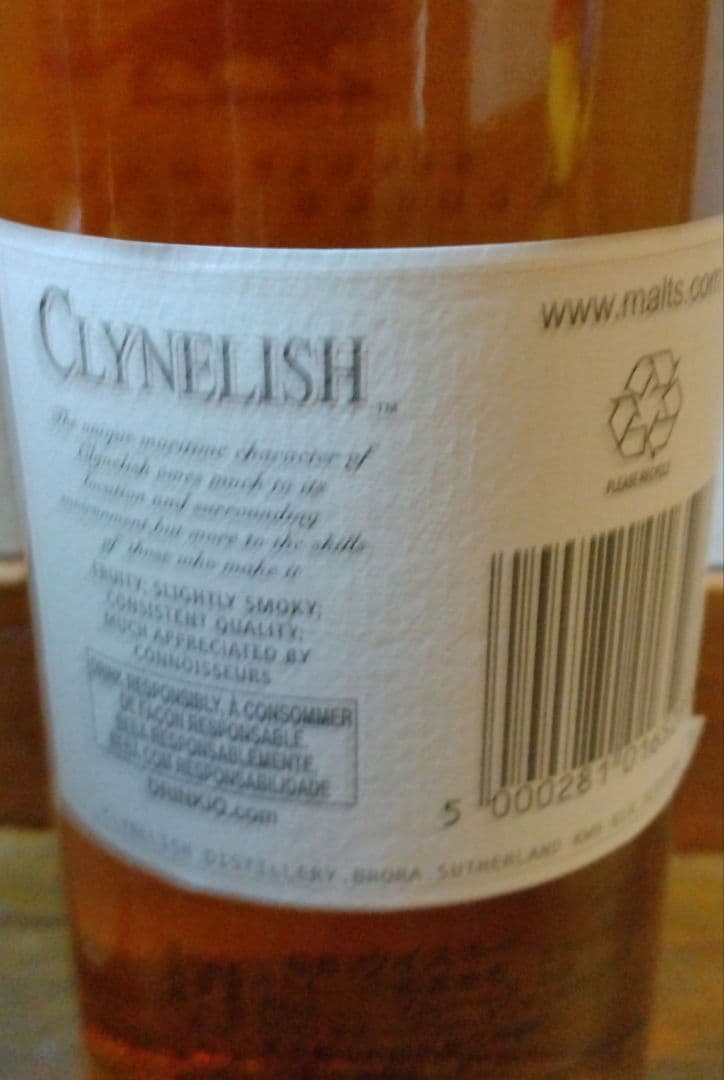 CLYNELISH™
The unique maritime character of
Clynelish owes much to its
location and surrounding
environment, but more to the skills
of those who make it
FRUITY; SLIGHTLY SMOKY;
CONSISTENT QUALITY;
MUCH APPRECIATED BY
CONNOISSEURS
DRINK RESPONSIBLY. À CONSOMMER
DE FAÇON RESPONSABLE.
BEBA RESPONSABLEMENTE.
BEBA COM RESPONSABILIDADE
DRINKiQ.com
CLYNELISH DISTILLERY. BRORA. SUTHERLAND KW9
www.malts.com
PLEASE RECYCLE
5 000281